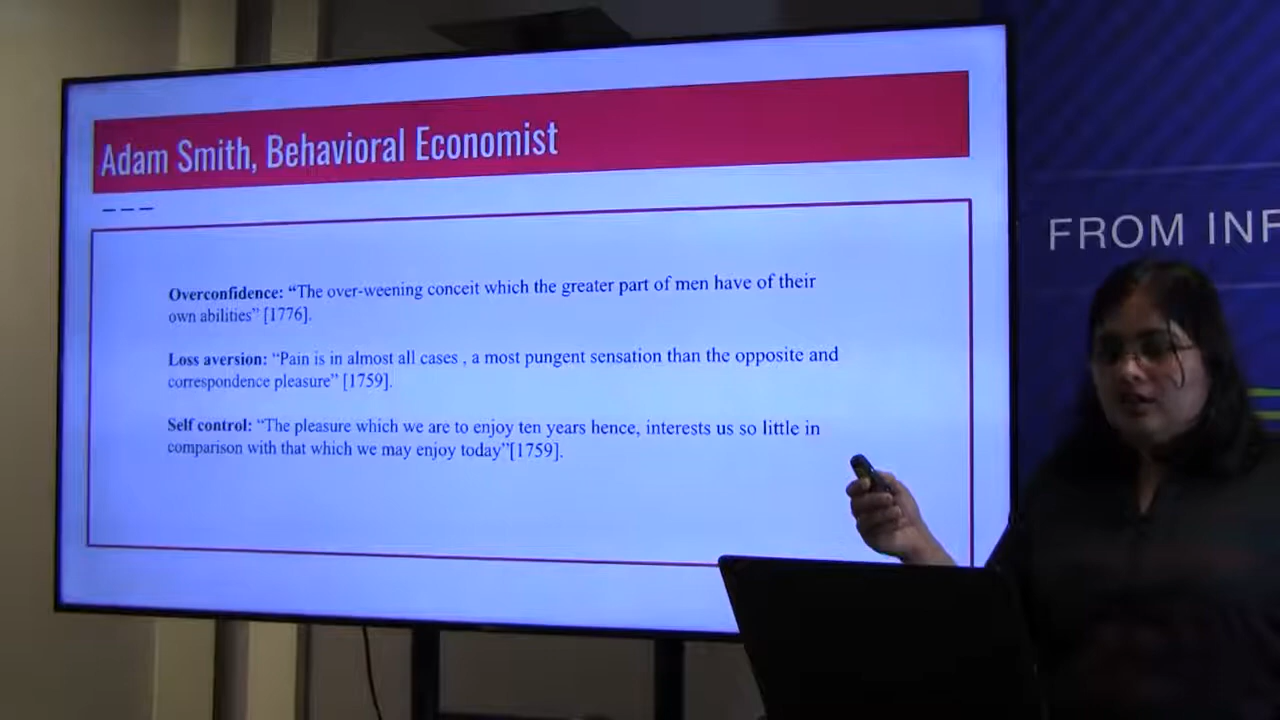 Adam Smith, Behavioral Economist
Overconfidence: “The over-weening conceit which the greater part of men have of their
own abilities” [1776].
Loss aversion: “Pain is in almost all cases , a most pungent sensation than the opposite and
correspondence pleasure” [1759].
Self control: “The pleasure which we are to enjoy ten years hence, interests us so little in
comparison with that which we may enjoy today”[1759].
FROM